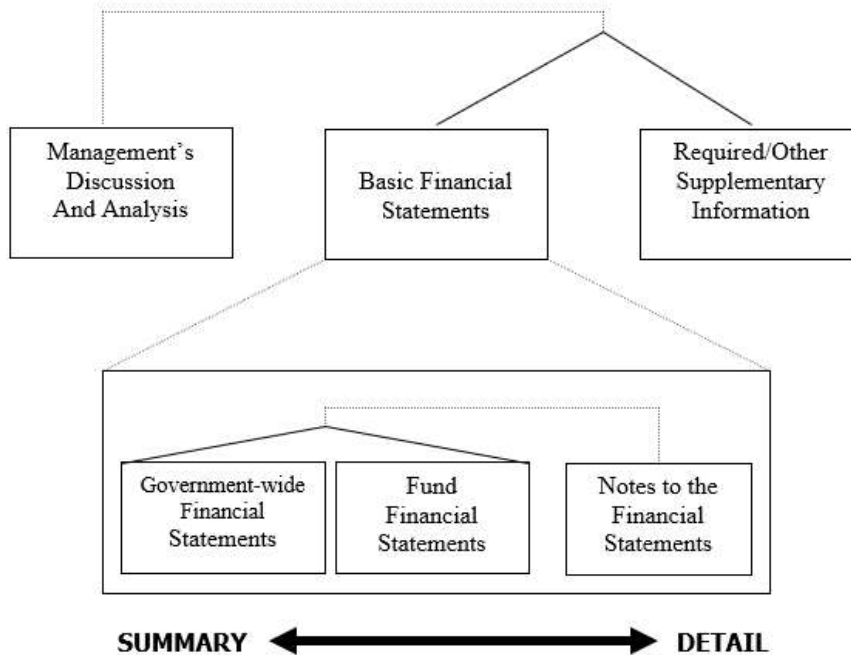 Management's
Discussion
And Analysis
Basic Financial
Statements
Required/Other
Supplementary
Information
Government-wide
Financial
Statements
Fund
Financial
Statements
Notes to the
Financial
Statements
SUMMARY
DETAIL